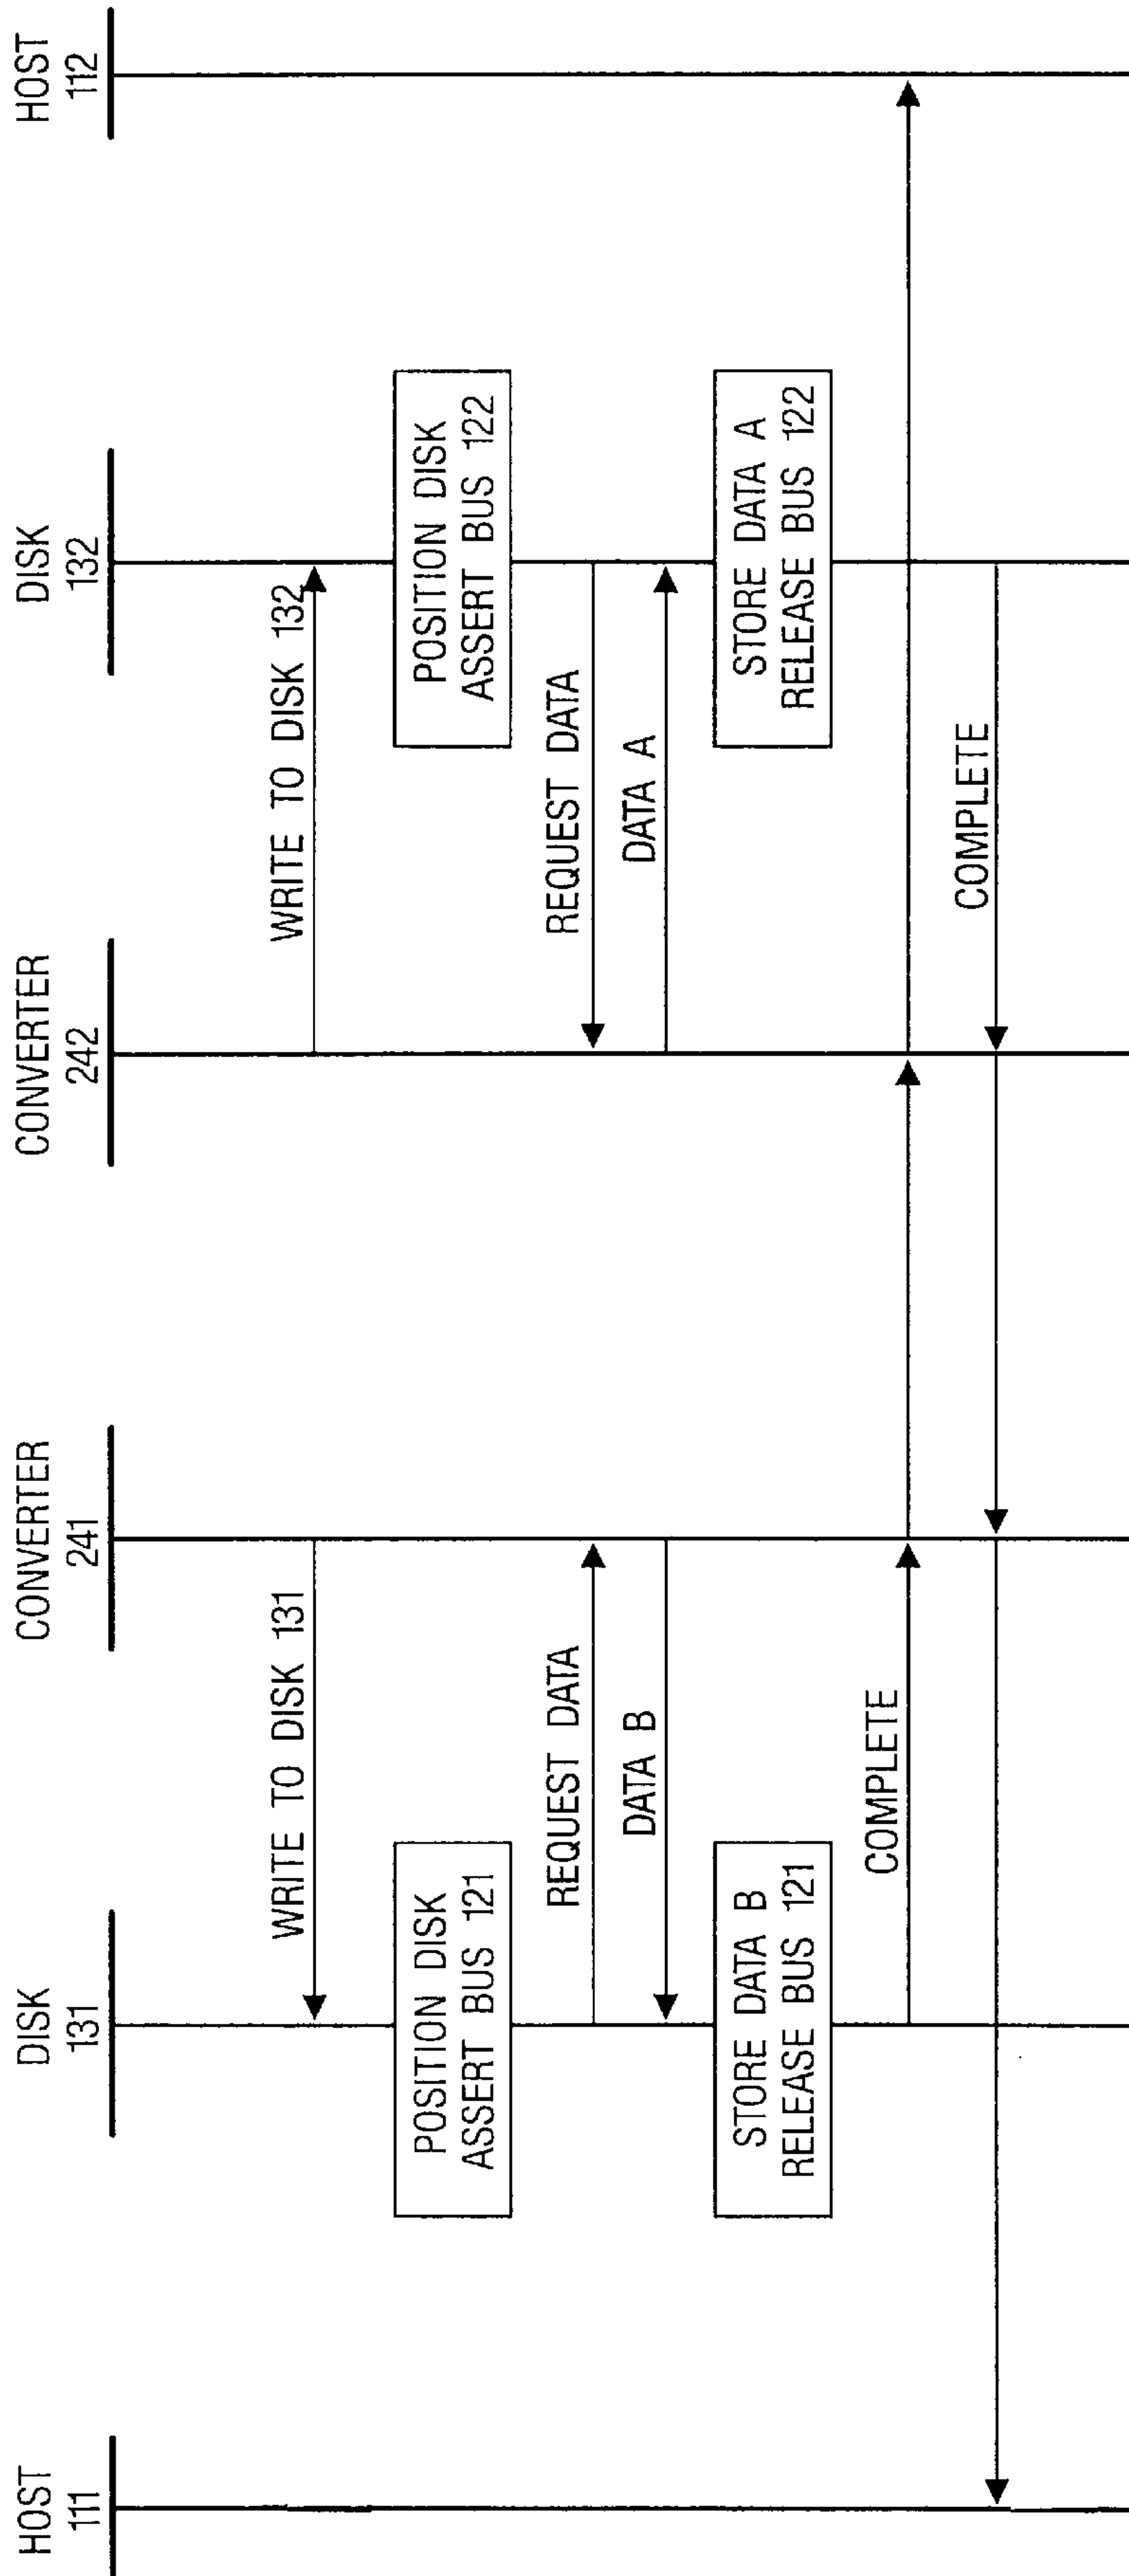 HOST
111
DISK
131
CONVERTER
241
CONVERTER
242
DISK
132
HOST
112
WRITE TO DISK 131
WRITE TO DISK 132
POSITION DISK
ASSERT BUS 121
POSITION DISK
ASSERT BUS 122
REQUEST DATA
REQUEST DATA
DATA B
DATA A
STORE DATA B
RELEASE BUS 121
STORE DATA A
RELEASE BUS 122
COMPLETE
COMPLETE